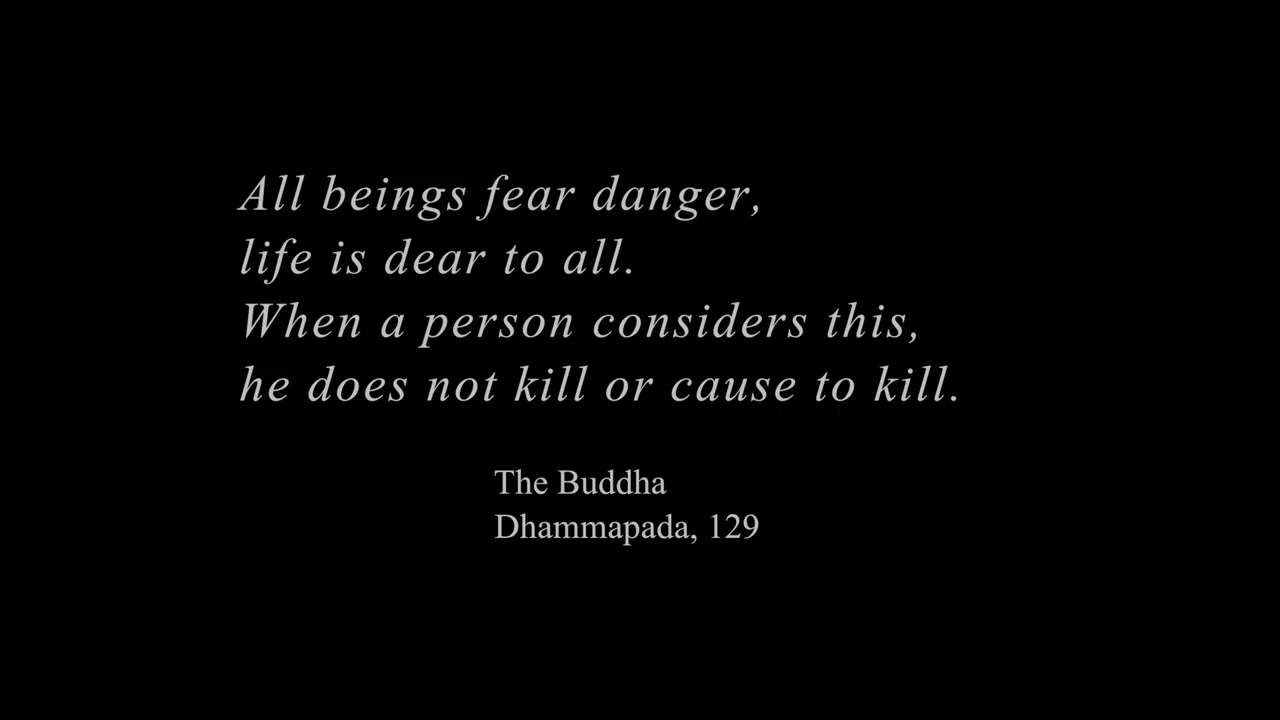 All beings fear danger,
life is dear to all.
When a person considers this,
he does not kill or cause to kill.
The Buddha
Dhammapada, 129